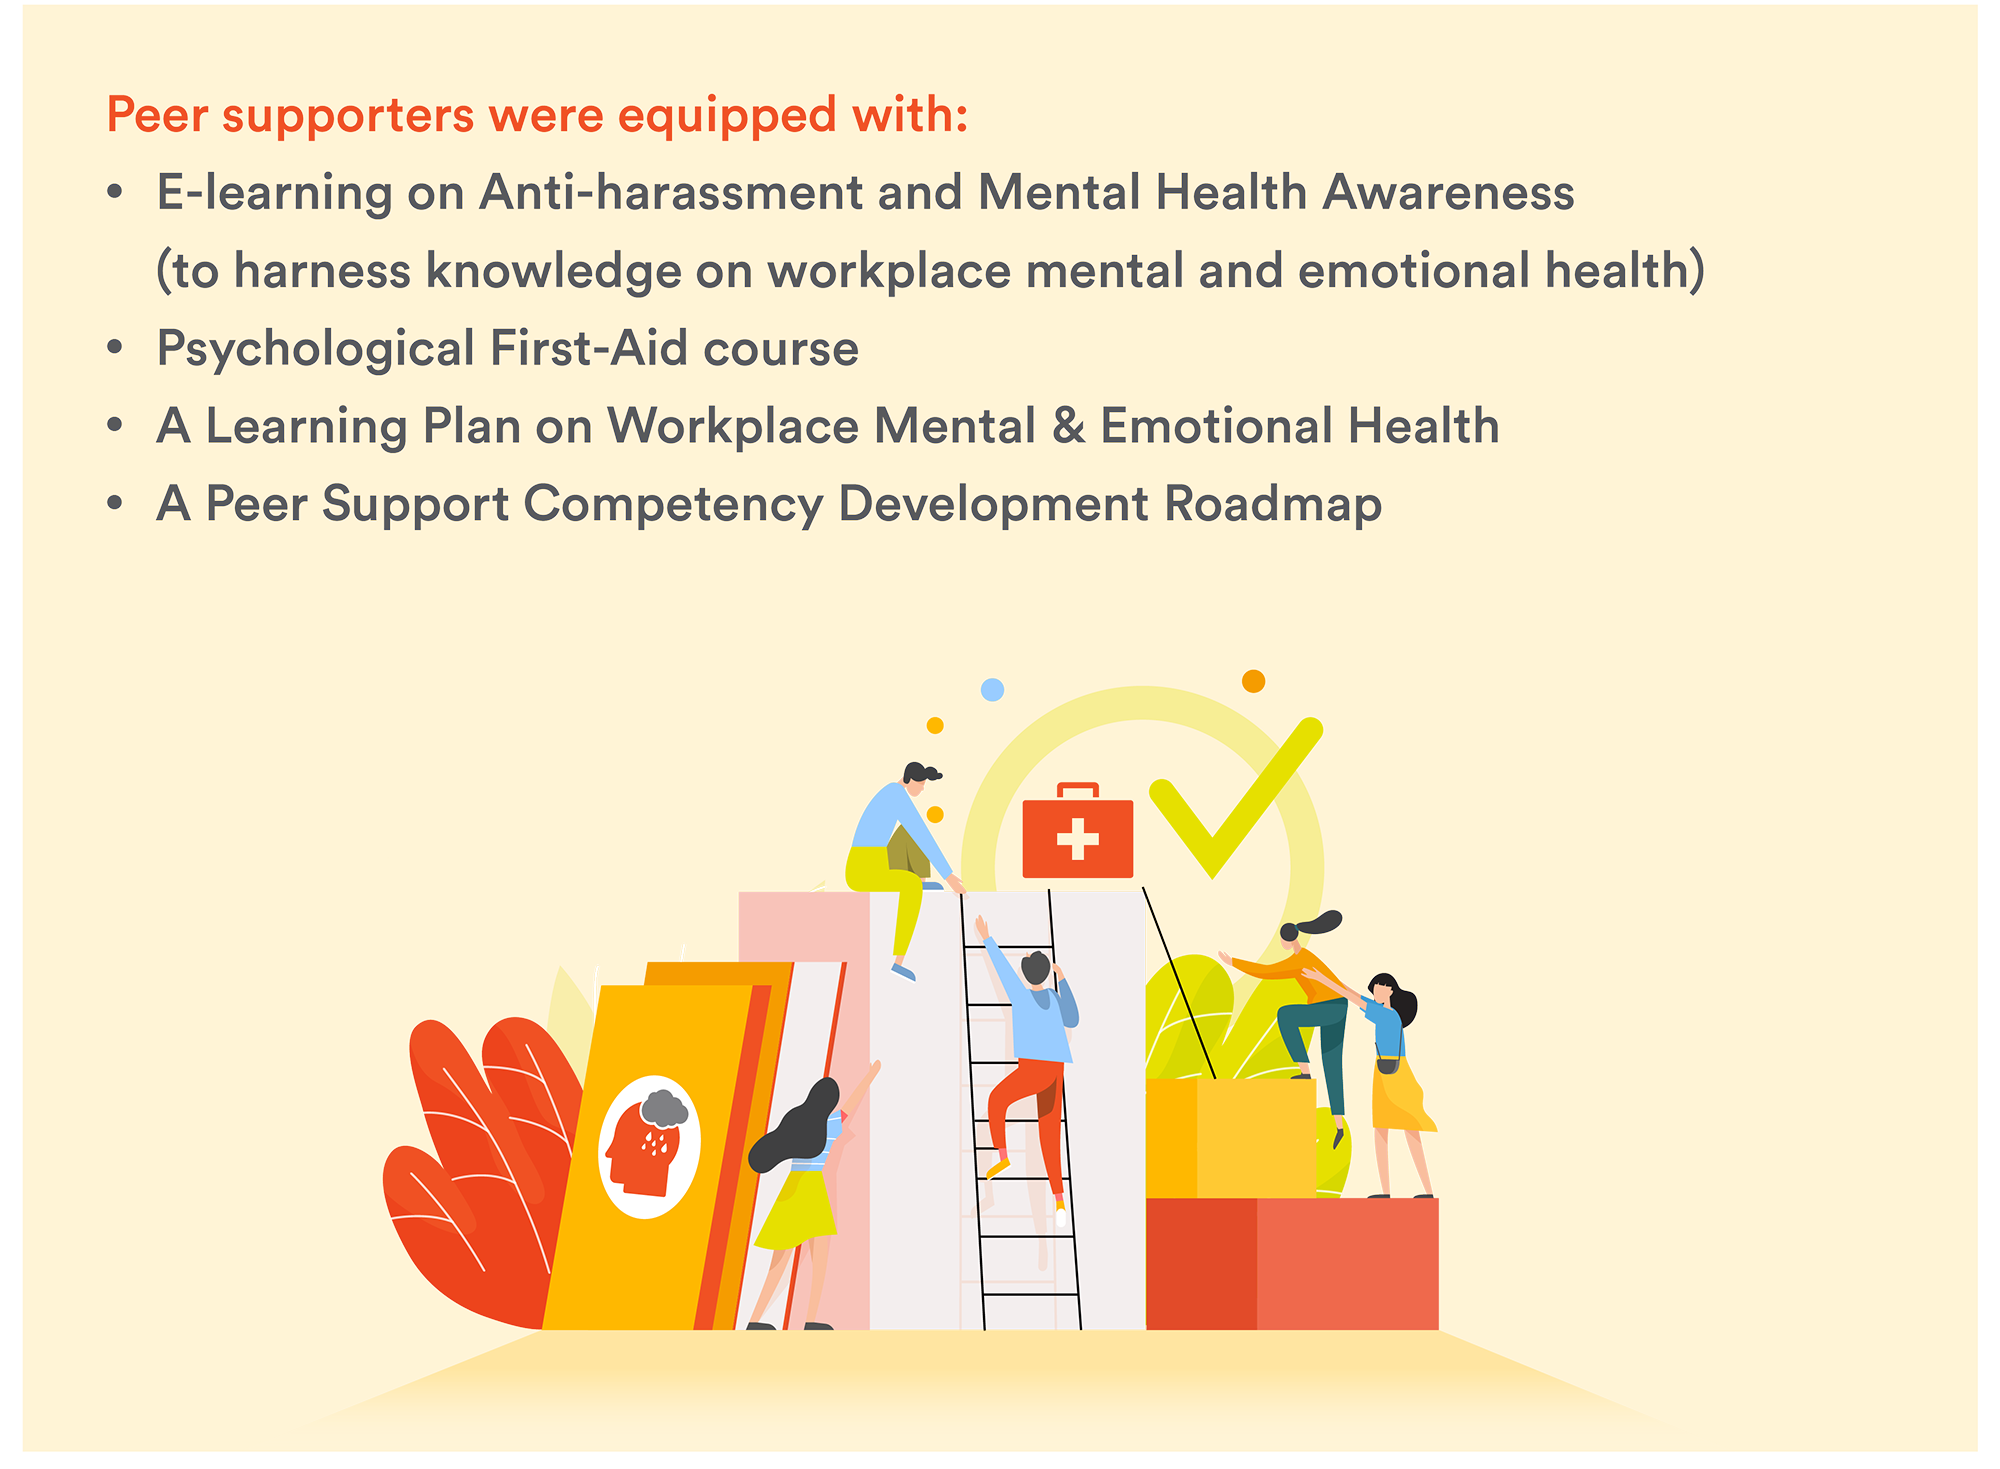 Peer supporters were equipped with:
• E-learning on Anti-harassment and Mental Health Awareness
(to harness knowledge on workplace mental and emotional health)
• Psychological First-Aid course
• A Learning Plan on Workplace Mental & Emotional Health
• A Peer Support Competency Development Roadmap